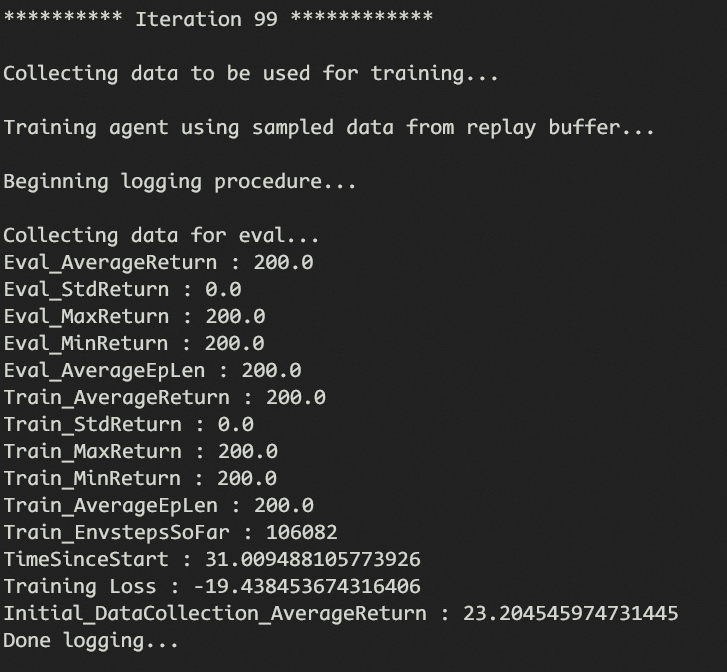 ********** Iteration 99 ************
Collecting data to be used for training...
Training agent using sampled data from replay buffer...
Beginning logging procedure...
Collecting data for eval...
Eval_AverageReturn : 200.0
Eval_StdReturn : 0.0
Eval_MaxReturn : 200.0
Eval_MinReturn : 200.0
Eval_AverageEpLen : 200.0
Train_AverageReturn : 200.0
Train_StdReturn : 0.0
Train_MaxReturn : 200.0
Train_MinReturn : 200.0
Train_AverageEpLen : 200.0
Train_EnvstepsSoFar : 106082
TimeSinceStart : 31.009488105773926
Training Loss : -19.438453674316406
Initial_DataCollection_AverageReturn : 23.204545974731445
Done logging...